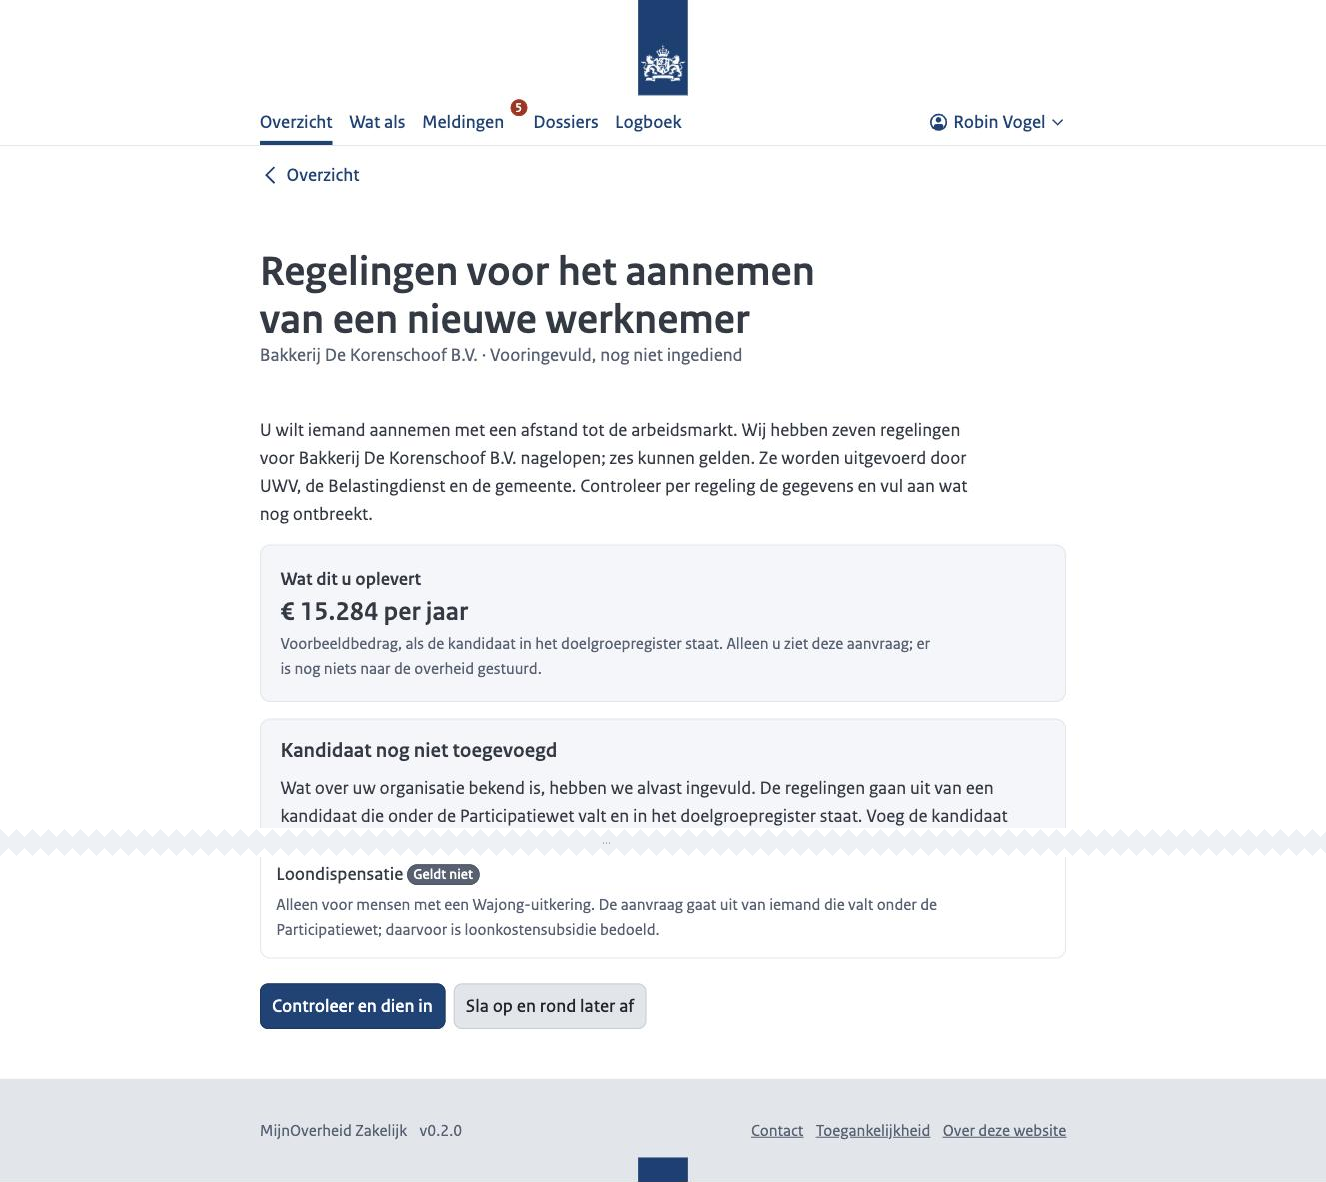 Overzicht Wat als Meldingen 5 Dossiers Logboek Robin Vogel
Overzicht
Regelingen voor het aannemen
van een nieuwe werknemer
Bakkerij De Korenschoof B.V. · Vooringevuld, nog niet ingediend
U wilt iemand aannemen met een afstand tot de arbeidsmarkt. Wij hebben zeven regelingen
voor Bakkerij De Korenschoof B.V. nagelopen; zes kunnen gelden. Ze worden uitgevoerd door
UWV, de Belastingdienst en de gemeente. Controleer per regeling de gegevens en vul aan wat
nog ontbreekt.
Wat dit u oplevert
€ 15.284 per jaar
Voorbeeldbedrag, als de kandidaat in het doelgroepregister staat. Alleen u ziet deze aanvraag; er
is nog niets naar de overheid gestuurd.
Kandidaat nog niet toegevoegd
Wat over uw organisatie bekend is, hebben we alvast ingevuld. De regelingen gaan uit van een
kandidaat die onder de Participatiewet valt en in het doelgroepregister staat. Voeg de kandidaat
...
Loondispensatie Geldt niet
Alleen voor mensen met een Wajong-uitkering. De aanvraag gaat uit van iemand die valt onder de
Participatiewet; daarvoor is loonkostensubsidie bedoeld.
Controleer en dien in Sla op en rond later af
MijnOverheid Zakelijk v0.2.0 Contact Toegankelijkheid Over deze website